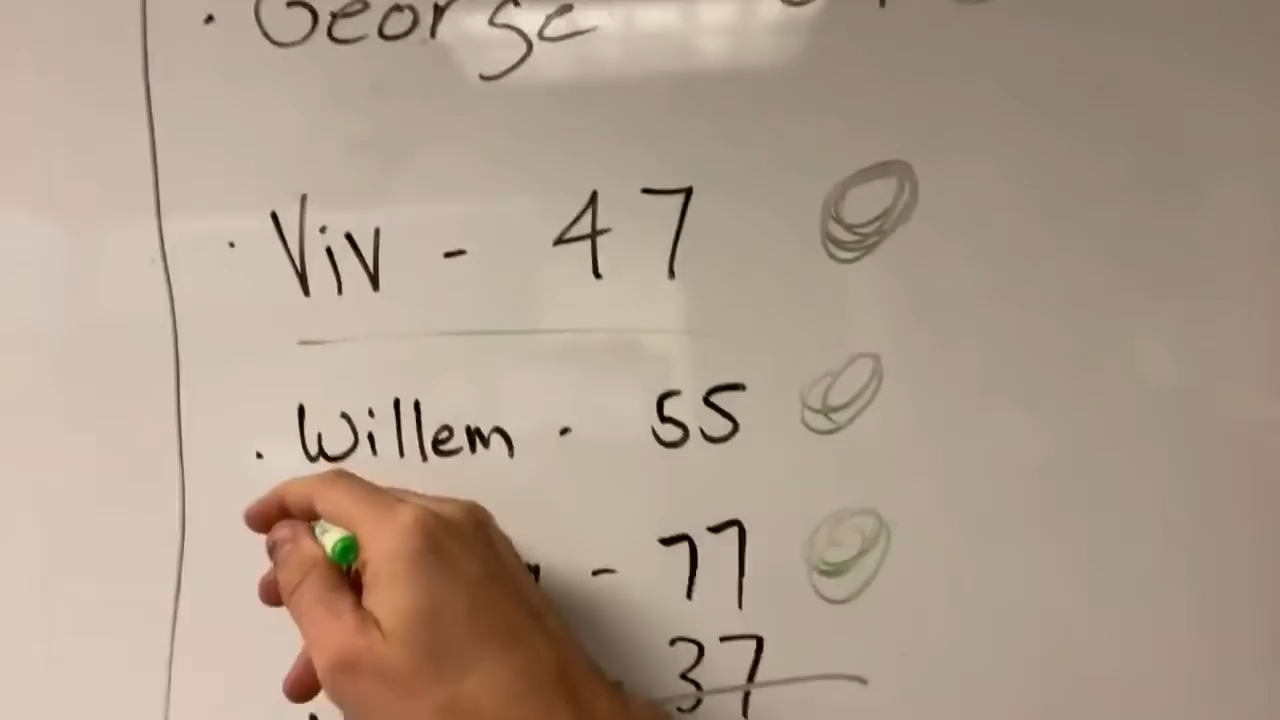 · George
· Viv - 47
· Willem - 55
- 77
37